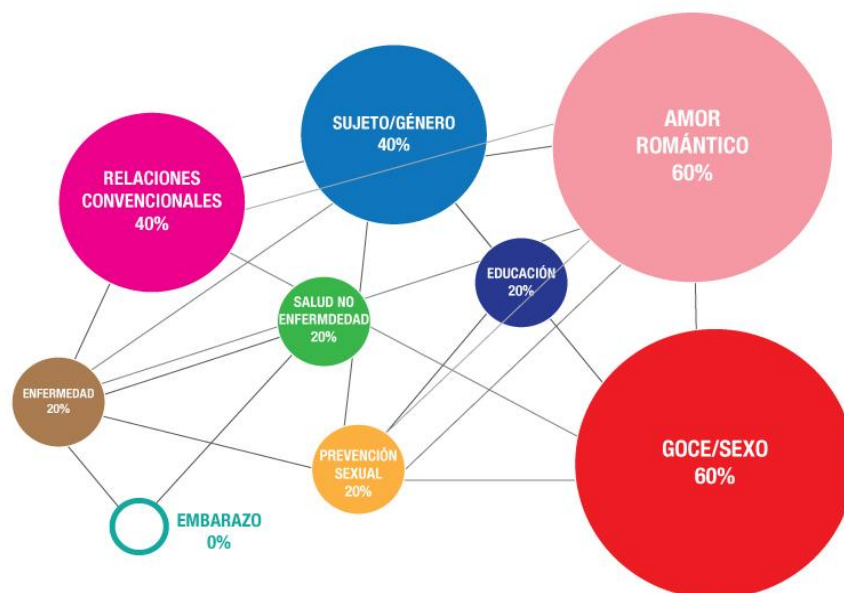 SUJETO/GÉNERO
40%
AMOR
ROMÁNTICO
60%
RELACIONES
CONVENCIONALES
40%
EDUCACIÓN
20%
SALUD NO
ENFERMDEDAD
20%
ENFERMEDAD
20%
PREVENCIÓN
SEXUAL
20%
GOCE/SEXO
60%
EMBARAZO
0%